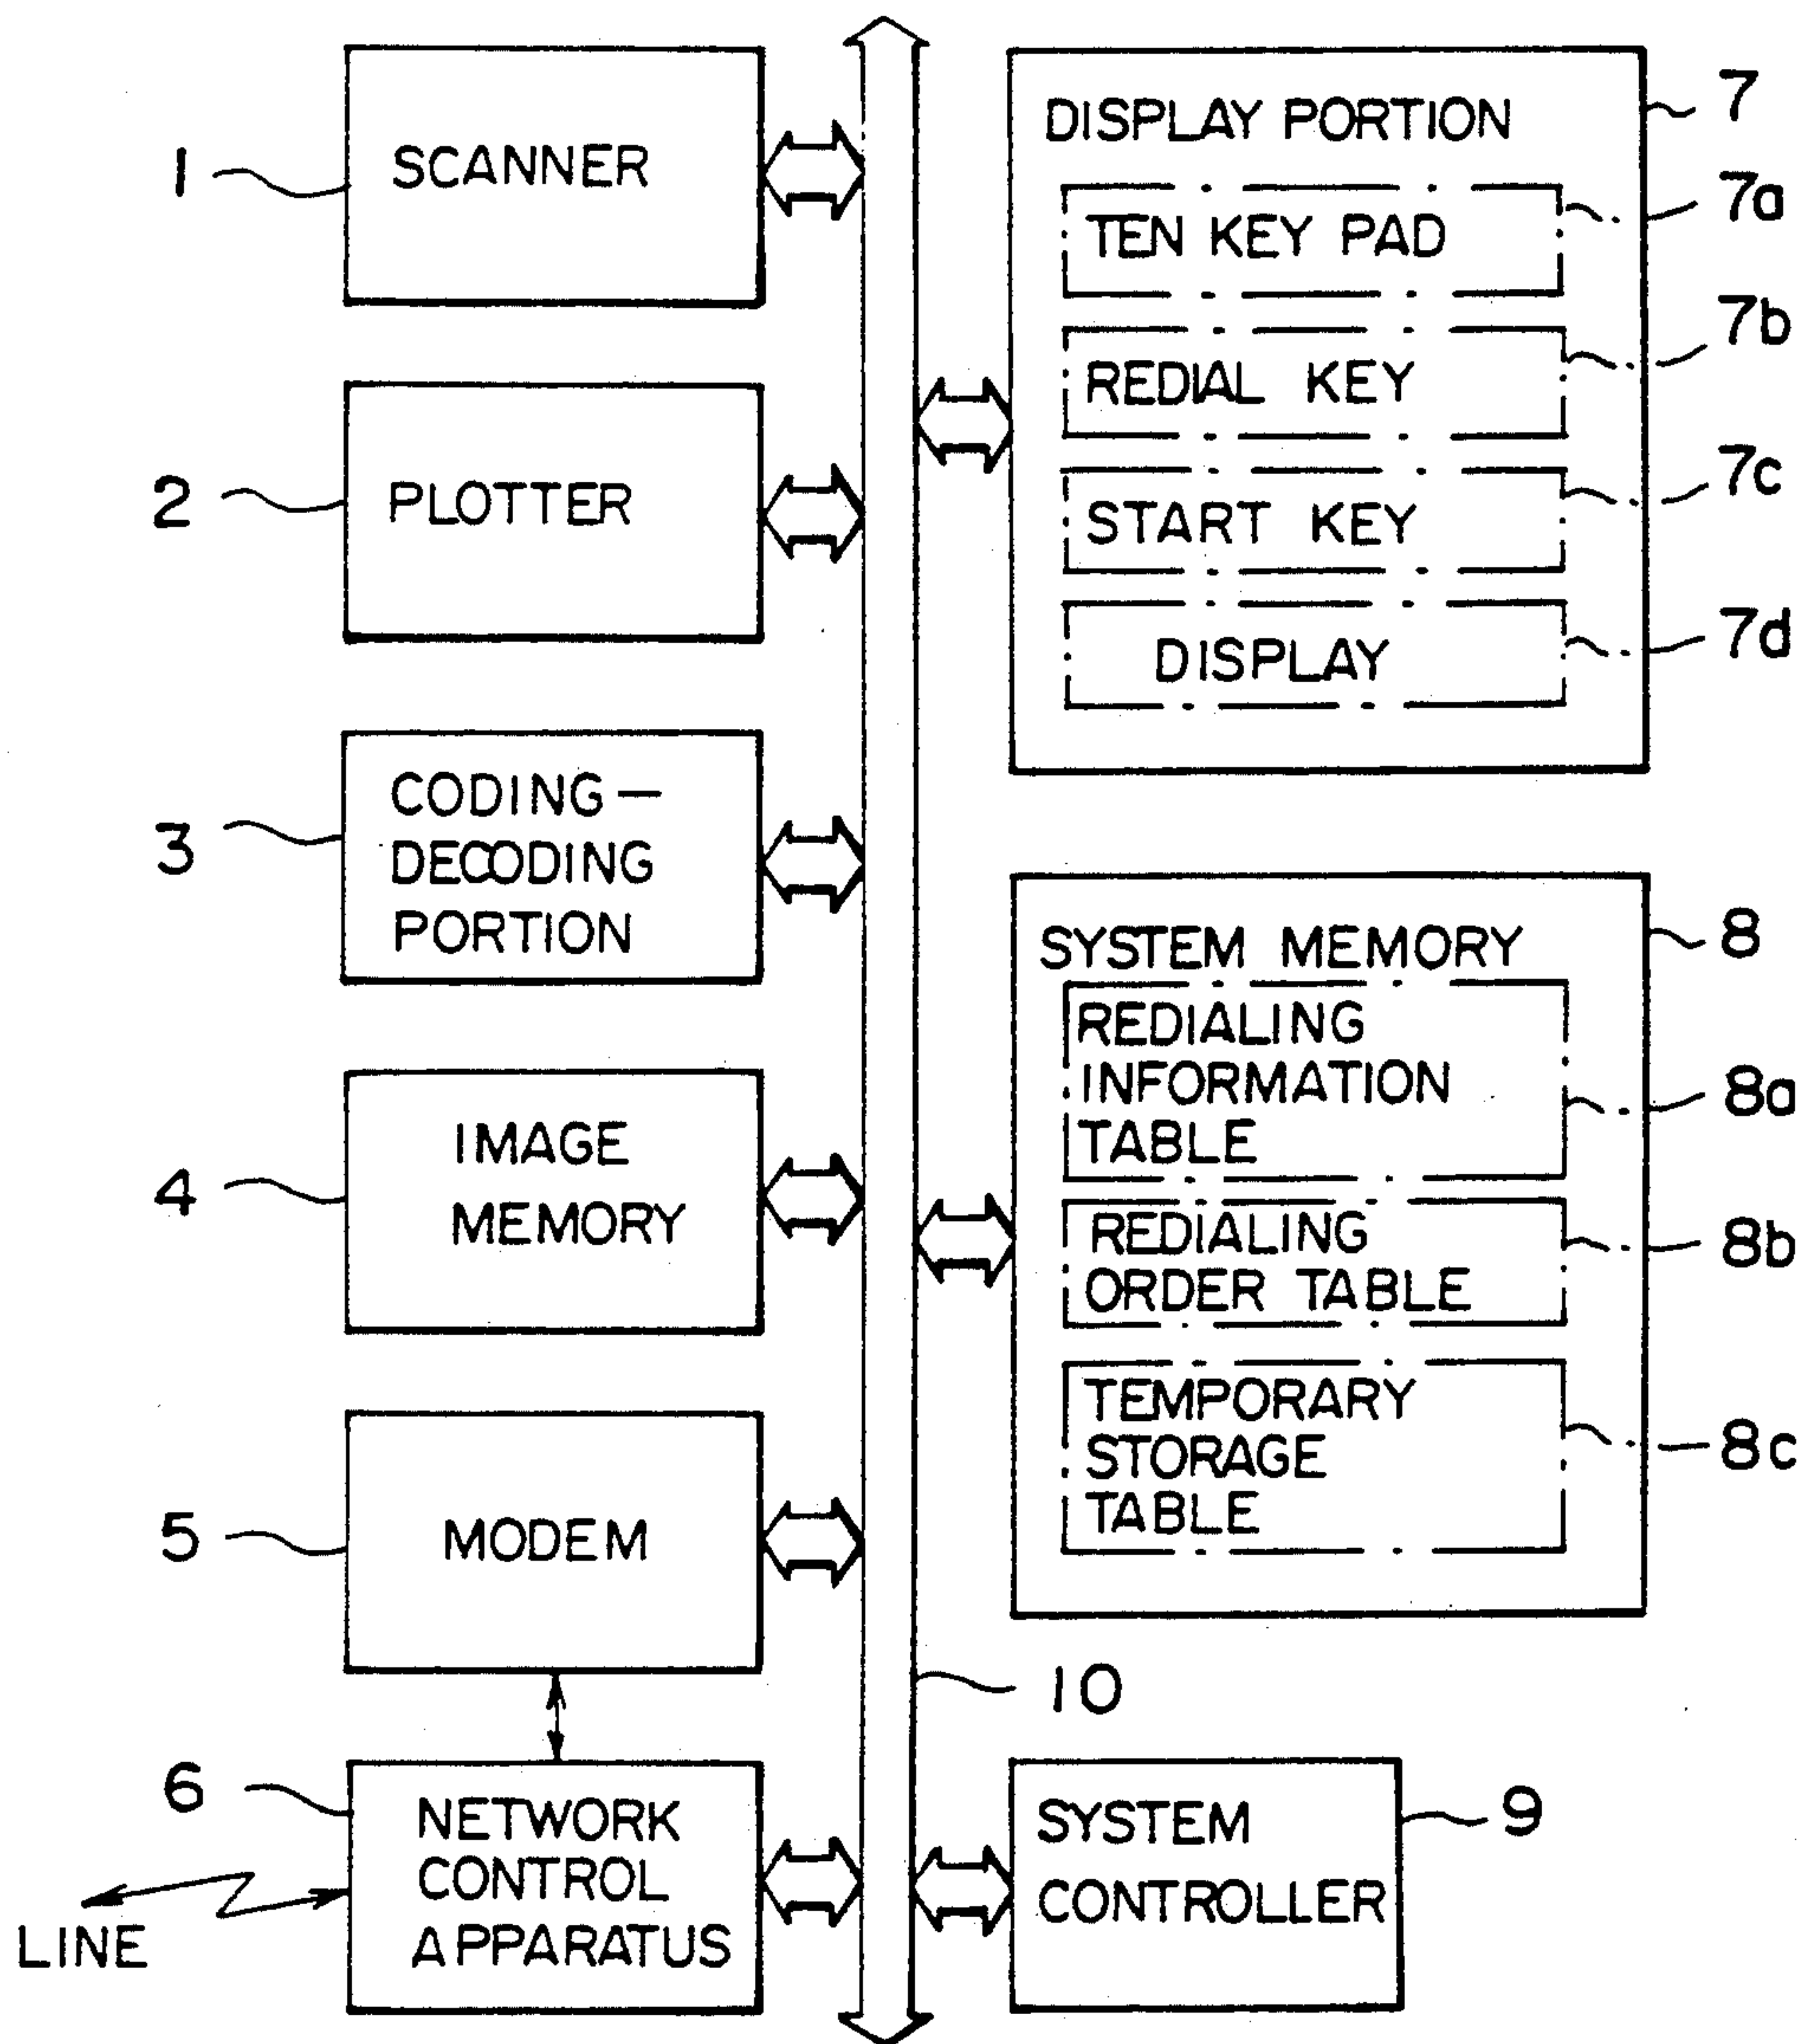 1
SCANNER
2
PLOTTER
3
CODING—
DECODING
PORTION
4
IMAGE
MEMORY
5
MODEM
6
NETWORK
CONTROL
APPARATUS
LINE
DISPLAY PORTION
7
TEN KEY PAD
7a
REDIAL KEY
7b
START KEY
7c
DISPLAY
7d
SYSTEM MEMORY
8
REDIALING
INFORMATION
TABLE
8a
REDIALING
ORDER TABLE
8b
TEMPORARY
STORAGE
TABLE
8c
10
SYSTEM
CONTROLLER
9